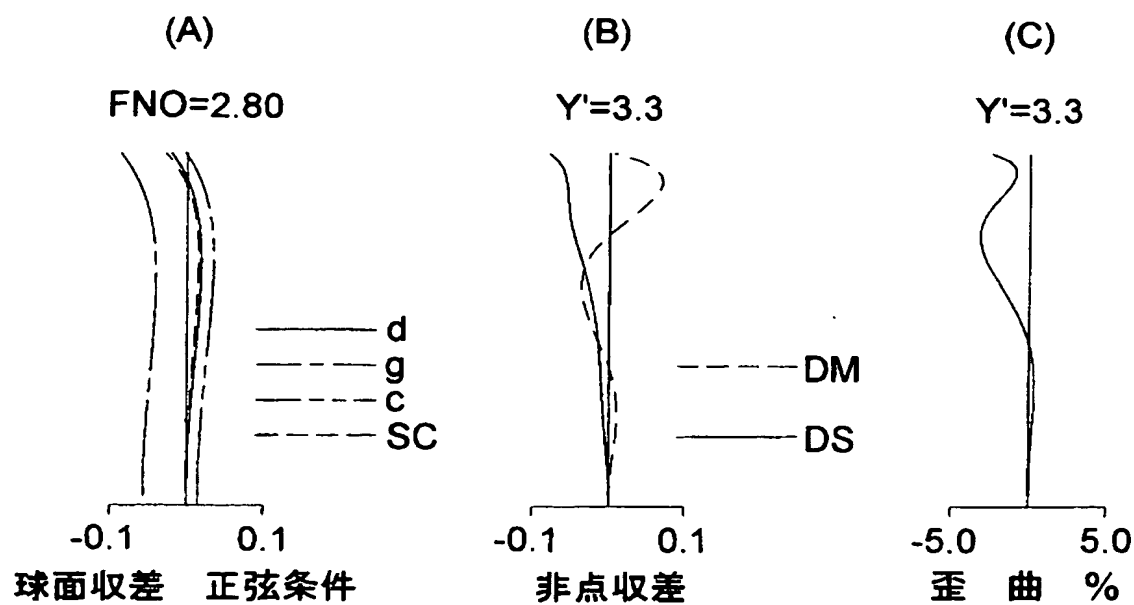 (A)
FNO=2.80
d
g
c
SC
-0.1 0.1
球面収差 正弦条件
(B)
Y'=3.3
DM
DS
-0.1 0.1
非点収差
(C)
Y'=3.3
-5.0 5.0
歪 曲 %